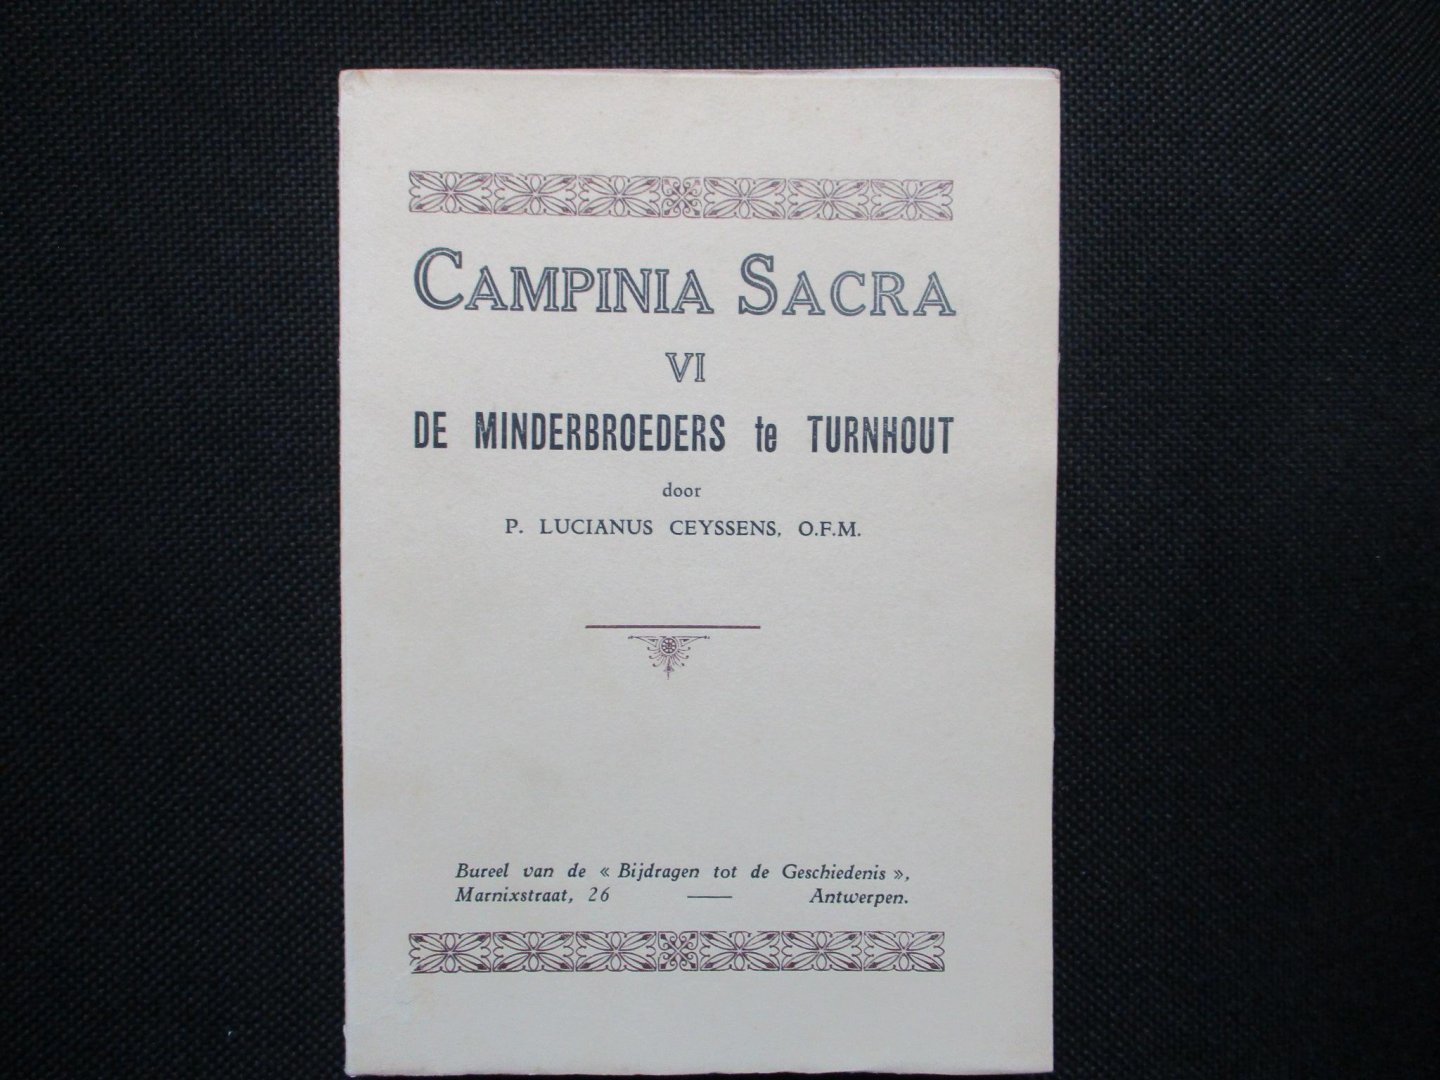 CAMPINIA SACRA
VI
DE MINDERBROEDERS te TURNHOUT
door
P. LUCIANUS CEYSSENS, O.F.M.
Bureel van de « Bijdragen tot de Geschiedenis »,
Marnixstraat, 26 —— Antwerpen.